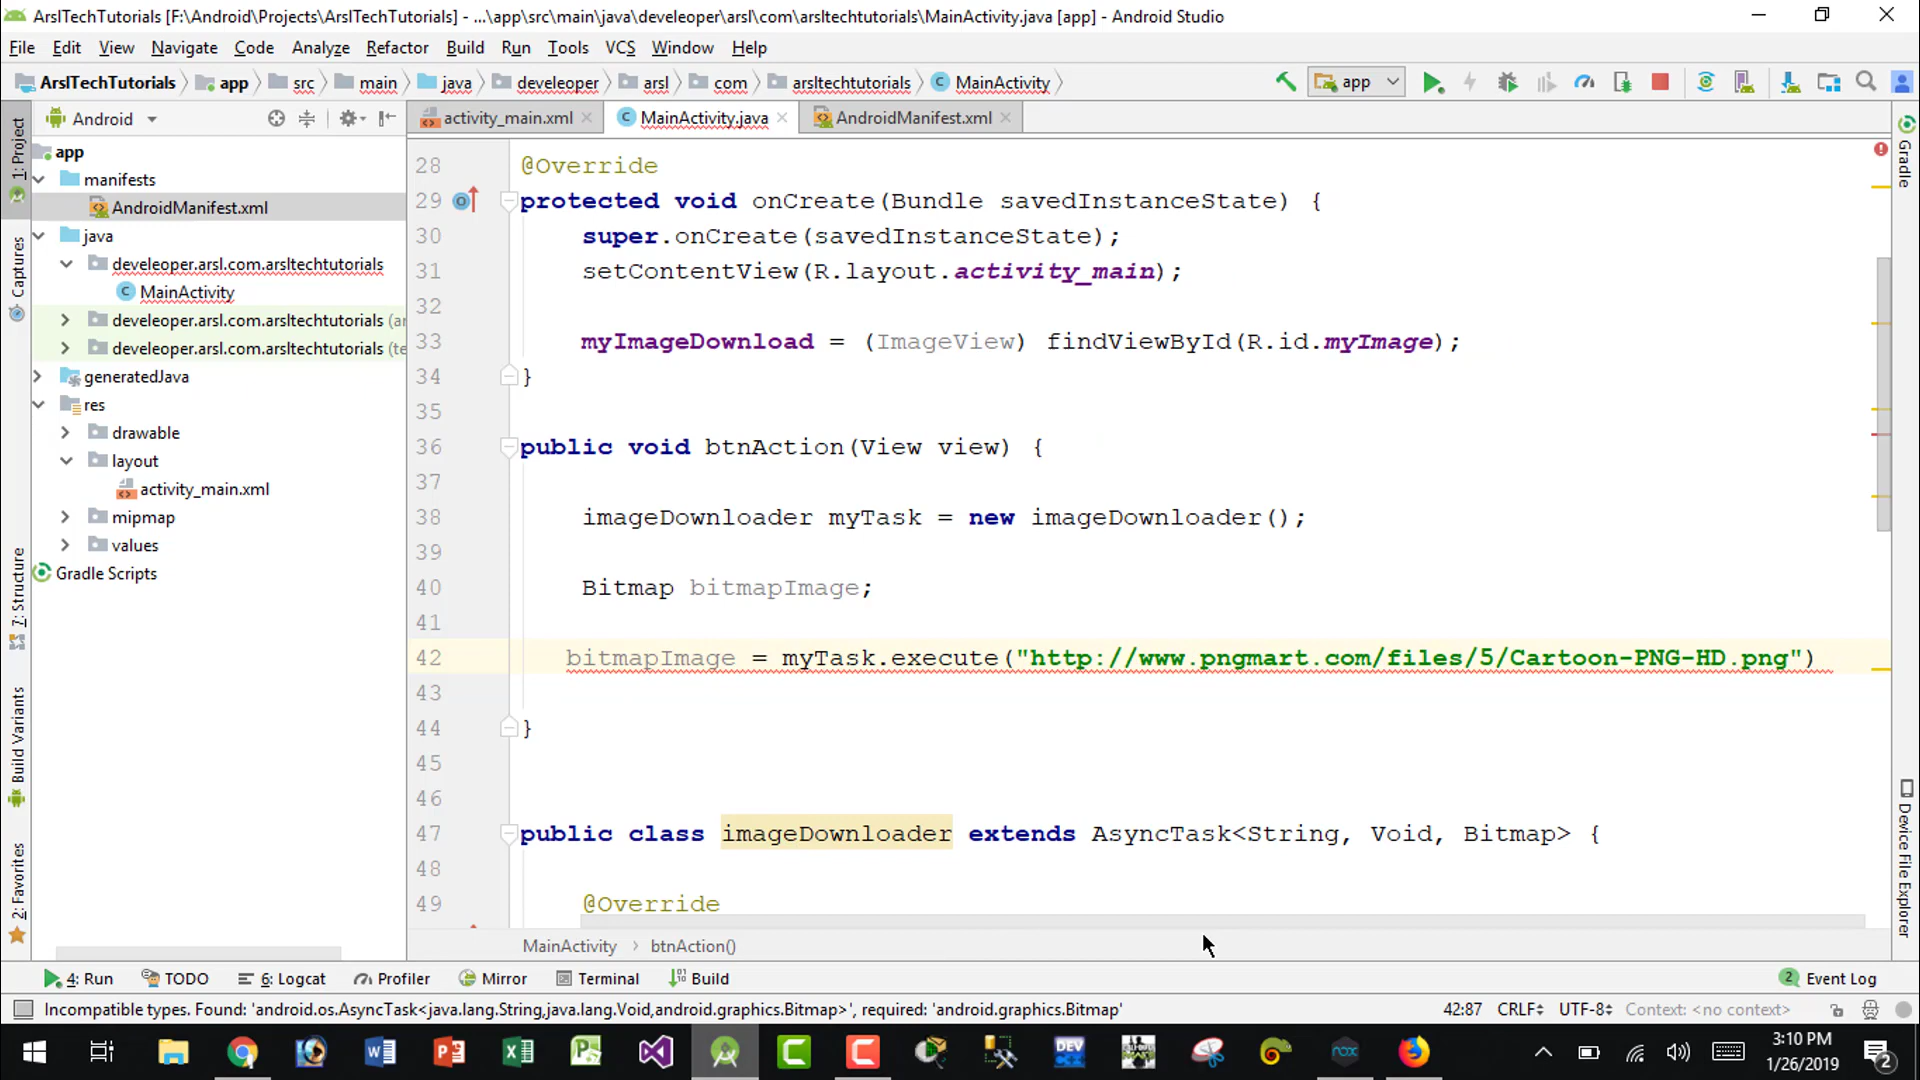 ArslTechTutorials [F:\Android\Projects\ArslTechTutorials] - ...\app\src\main\java\develeoper\arsl\com\arsltechtutorials\MainActivity.java [app] - Android Studio
File Edit View Navigate Code Analyze Refactor Build Run Tools VCS Window Help
ArslTechTutorials app src main java develeoper arsl com arsltechtutorials MainActivity app
Android
activity_main.xml MainActivity.java AndroidManifest.xml
1: Project
Captures
7: Structure
Build Variants
2: Favorites
app
manifests
AndroidManifest.xml
java
develeoper.arsl.com.arsltechtutorials
MainActivity
develeoper.arsl.com.arsltechtutorials (ar
develeoper.arsl.com.arsltechtutorials (te
generatedJava
res
drawable
layout
activity_main.xml
mipmap
values
Gradle Scripts
28 @Override
29 protected void onCreate(Bundle savedInstanceState) {
30 super.onCreate(savedInstanceState);
31 setContentView(R.layout.activity_main);
32
33 myImageDownload = (ImageView) findViewById(R.id.myImage);
34 }
35
36 public void btnAction(View view) {
37
38 imageDownloader myTask = new imageDownloader();
39
40 Bitmap bitmapImage;
41
42 bitmapImage = myTask.execute("http://www.pngmart.com/files/5/Cartoon-PNG-HD.png")
43
44 }
45
46
47 public class imageDownloader extends AsyncTask<String, Void, Bitmap> {
48
49 @Override
Gradle
Device File Explorer
MainActivity btnAction()
4: Run TODO 6: Logcat Profiler Mirror Terminal Build 2 Event Log
Incompatible types. Found: 'android.os.AsyncTask<java.lang.String,java.lang.Void,android.graphics.Bitmap>', required: 'android.graphics.Bitmap' 42:87 CRLF UTF-8 Context: <no context>
3:10 PM
1/26/2019
2